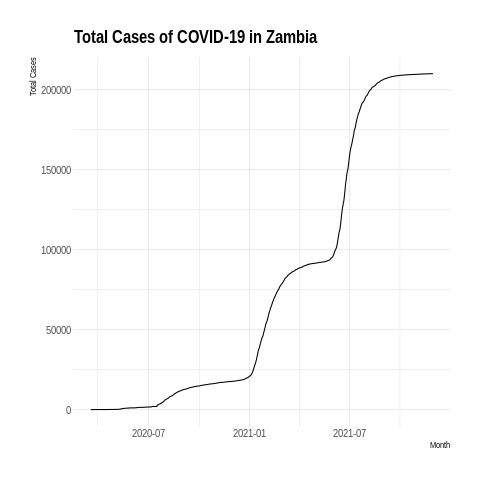 Total Cases of COVID-19 in Zambia
Total Cases
200000
150000
100000
50000
0
2020-07 2021-01 2021-07
Month